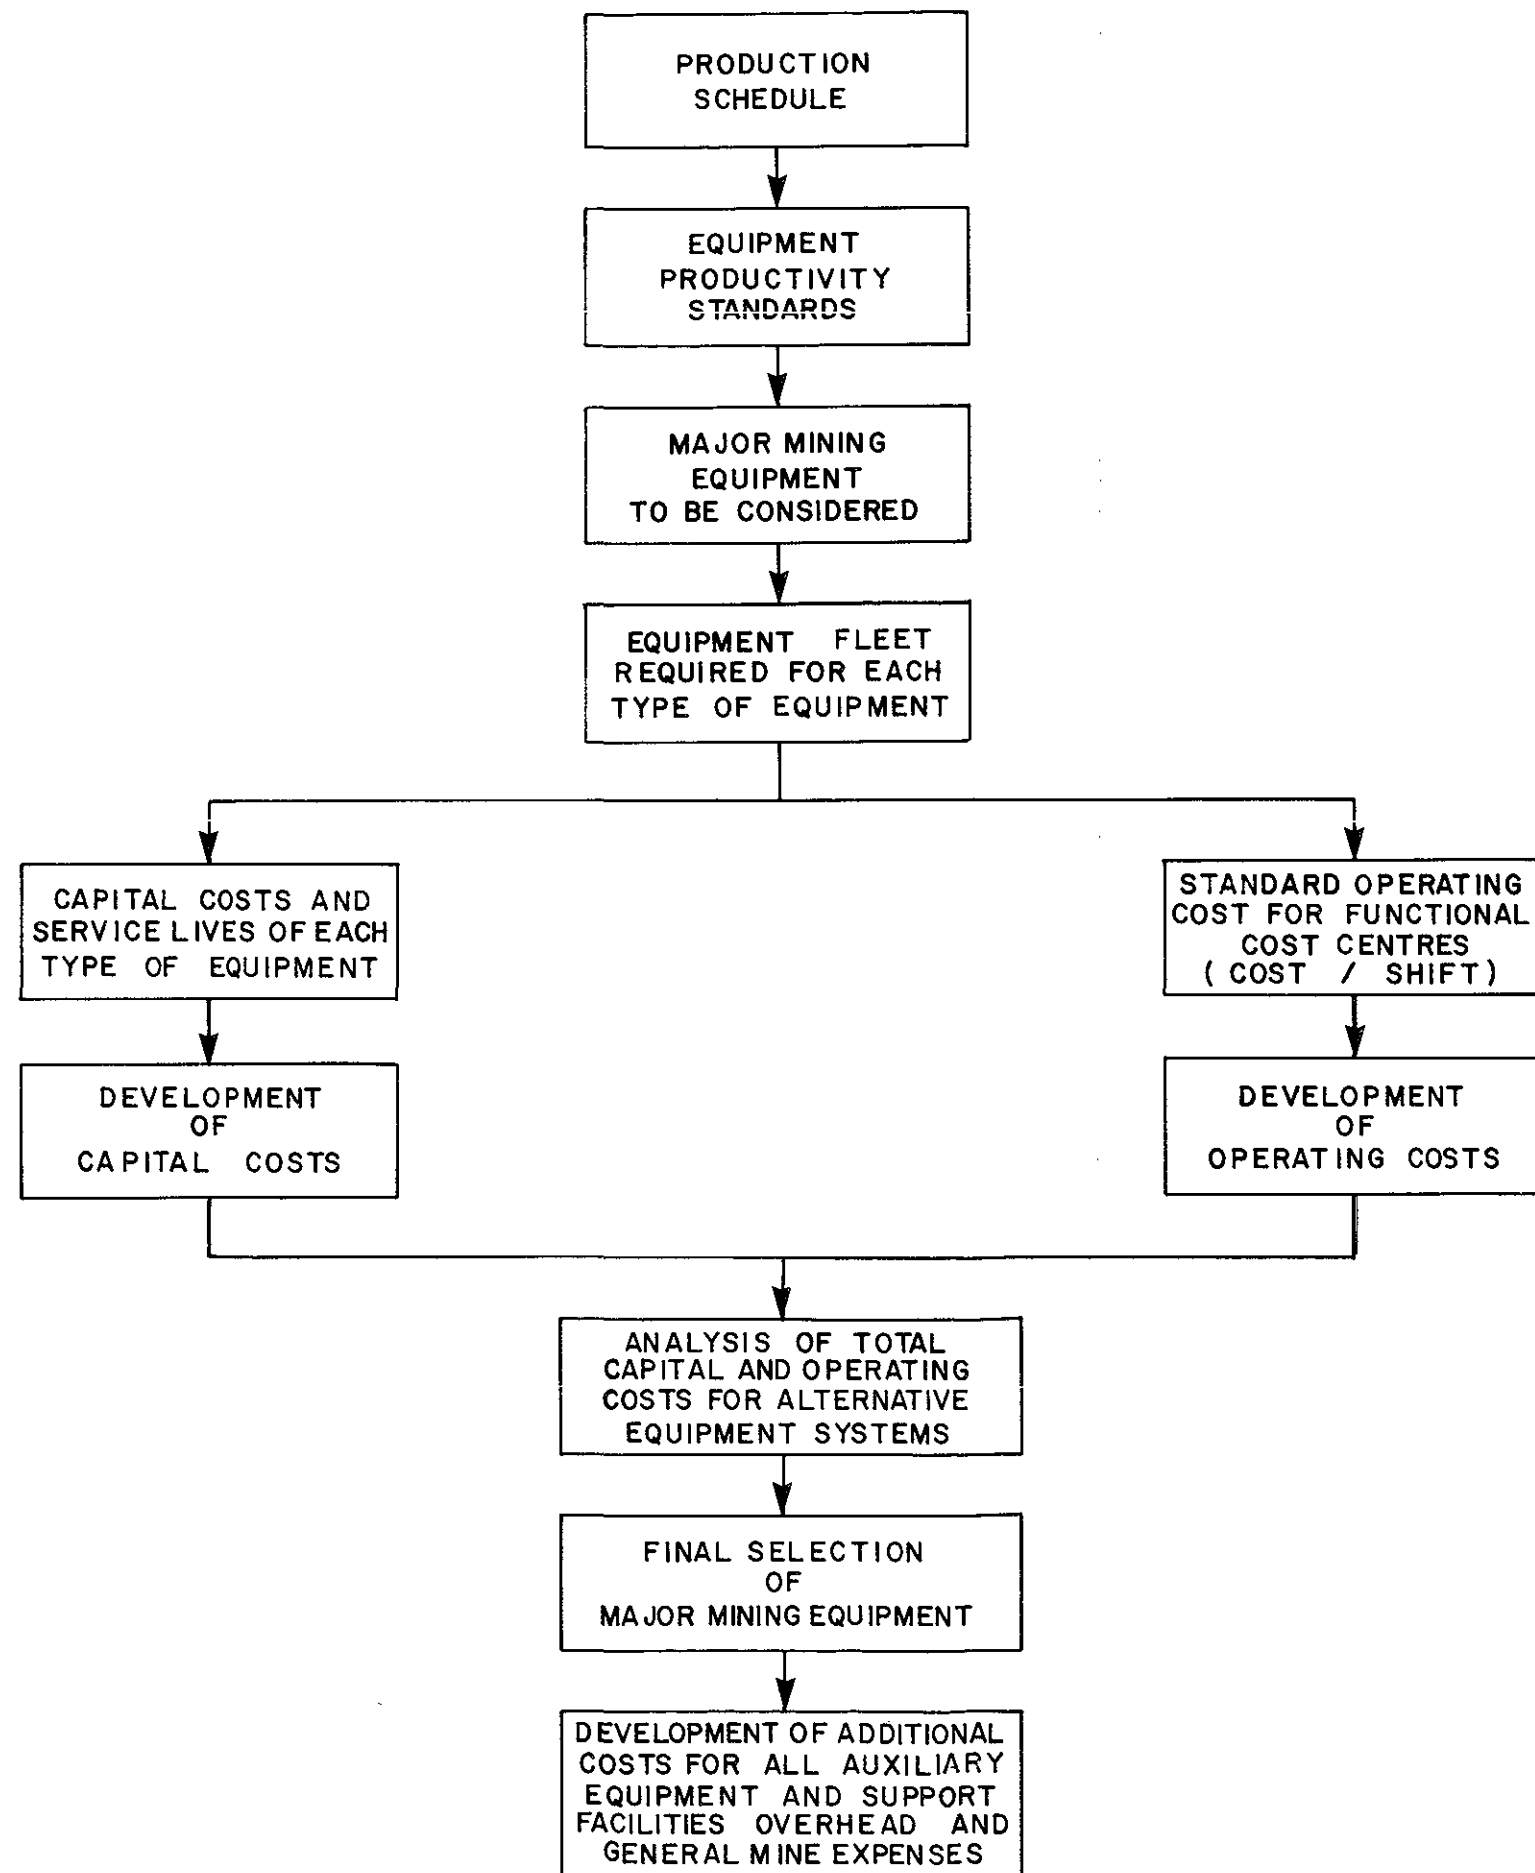 PRODUCTION
SCHEDULE
EQUIPMENT
PRODUCTIVITY
STANDARDS
MAJOR MINING
EQUIPMENT
TO BE CONSIDERED
EQUIPMENT FLEET
REQUIRED FOR EACH
TYPE OF EQUIPMENT
CAPITAL COSTS AND
SERVICE LIVES OF EACH
TYPE OF EQUIPMENT
STANDARD OPERATING
COST FOR FUNCTIONAL
COST CENTRES
( COST / SHIFT )
DEVELOPMENT
OF
CAPITAL COSTS
DEVELOPMENT
OF
OPERATING COSTS
ANALYSIS OF TOTAL
CAPITAL AND OPERATING
COSTS FOR ALTERNATIVE
EQUIPMENT SYSTEMS
FINAL SELECTION
OF
MAJOR MINING EQUIPMENT
DEVELOPMENT OF ADDITIONAL
COSTS FOR ALL AUXILIARY
EQUIPMENT AND SUPPORT
FACILITIES OVERHEAD AND
GENERAL MINE EXPENSES